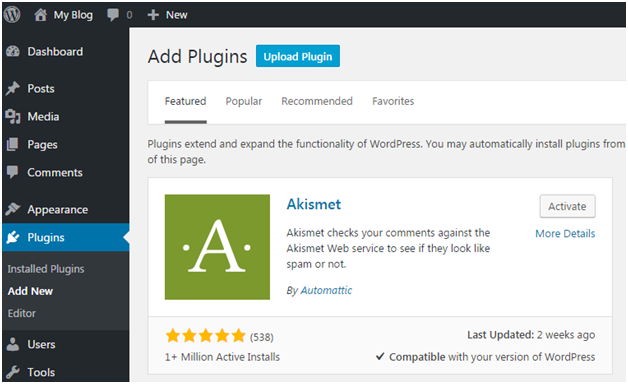 My Blog 0 + New
Dashboard
Posts
Media
Pages
Comments
Appearance
Plugins
Installed Plugins
Add New
Editor
Users
Tools
Add Plugins Upload Plugin
Featured Popular Recommended Favorites
Plugins extend and expand the functionality of WordPress. You may automatically install plugins from
of this page.
A
Akismet Activate
More Details
Akismet checks your comments against the
Akismet Web service to see if they look like
spam or not.
By Automattic
(538)
1+ Million Active Installs
Last Updated: 2 weeks ago
Compatible with your version of WordPress